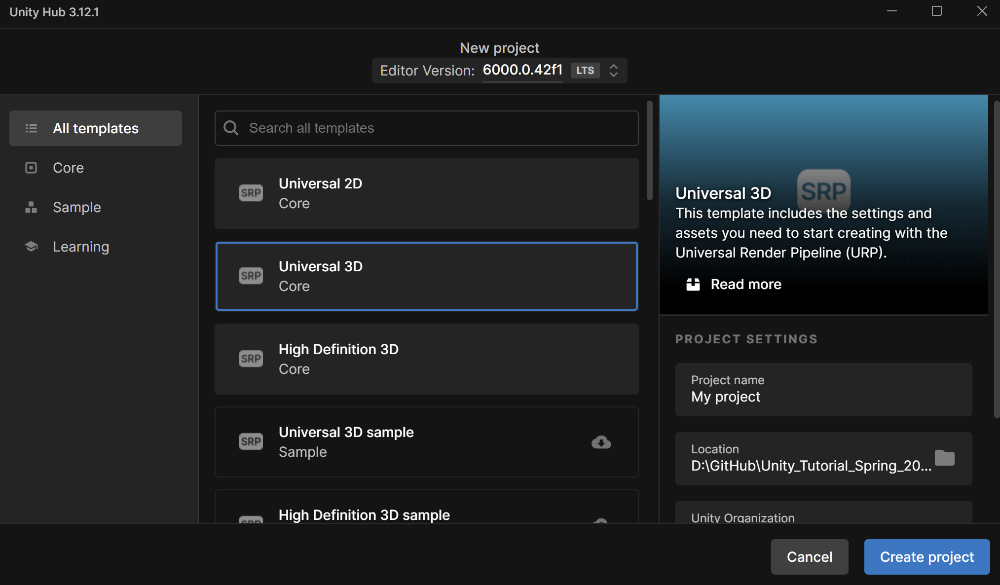 Unity Hub 3.12.1
New project
Editor Version: 6000.0.42f1 LTS
All templates
Core
Sample
Learning
Search all templates
SRP
Universal 2D
Core
SRP
Universal 3D
Core
SRP
High Definition 3D
Core
SRP
Universal 3D sample
Sample
SRP
High Definition 3D sample
SRP
Universal 3D
This template includes the settings and
assets you need to start creating with the
Universal Render Pipeline (URP).
Read more
PROJECT SETTINGS
Project name
My project
Location
D:\GitHub\Unity_Tutorial_Spring_20...
Unity Organization
Cancel
Create project